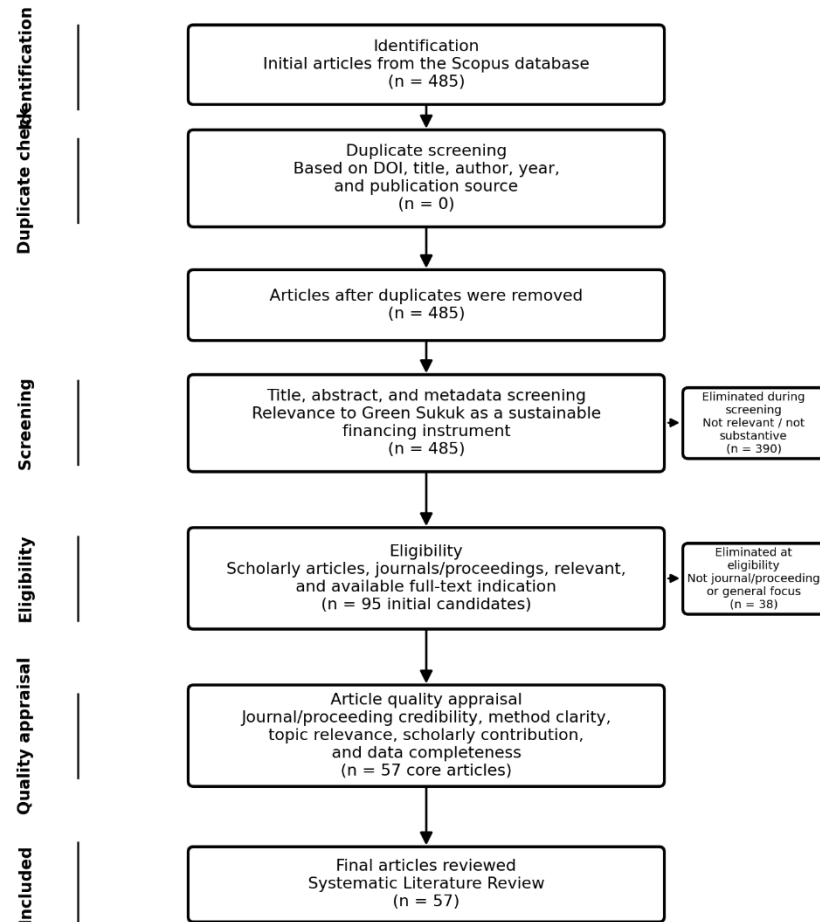 Identification
Identification
Initial articles from the Scopus database
(n = 485)
Duplicate check
Duplicate screening
Based on DOI, title, author, year,
and publication source
(n = 0)
Articles after duplicates were removed
(n = 485)
Screening
Title, abstract, and metadata screening
Relevance to Green Sukuk as a sustainable
financing instrument
(n = 485)
Eliminated during
screening
Not relevant / not
substantive
(n = 390)
Eligibility
Eligibility
Scholarly articles, journals/proceedings, relevant,
and available full-text indication
(n = 95 initial candidates)
Eliminated at
eligibility
Not journal/proceeding
or general focus
(n = 38)
Quality appraisal
Article quality appraisal
Journal/proceeding credibility, method clarity,
topic relevance, scholarly contribution,
and data completeness
(n = 57 core articles)
Included
Final articles reviewed
Systematic Literature Review
(n = 57)